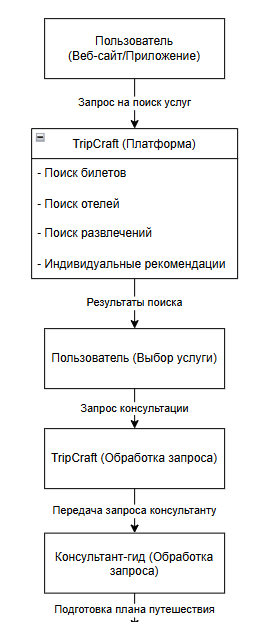 Пользователь
(Веб-сайт/Приложение)
Запрос на поиск услуг
TripCraft (Платформа)
- Поиск билетов
- Поиск отелей
- Поиск развлечений
- Индивидуальные рекомендации
Результаты поиска
Пользователь (Выбор услуги)
Запрос консультации
TripCraft (Обработка запроса)
Передача запроса консультанту
Консультант-гид (Обработка
запроса)
Подготовка плана путешествия